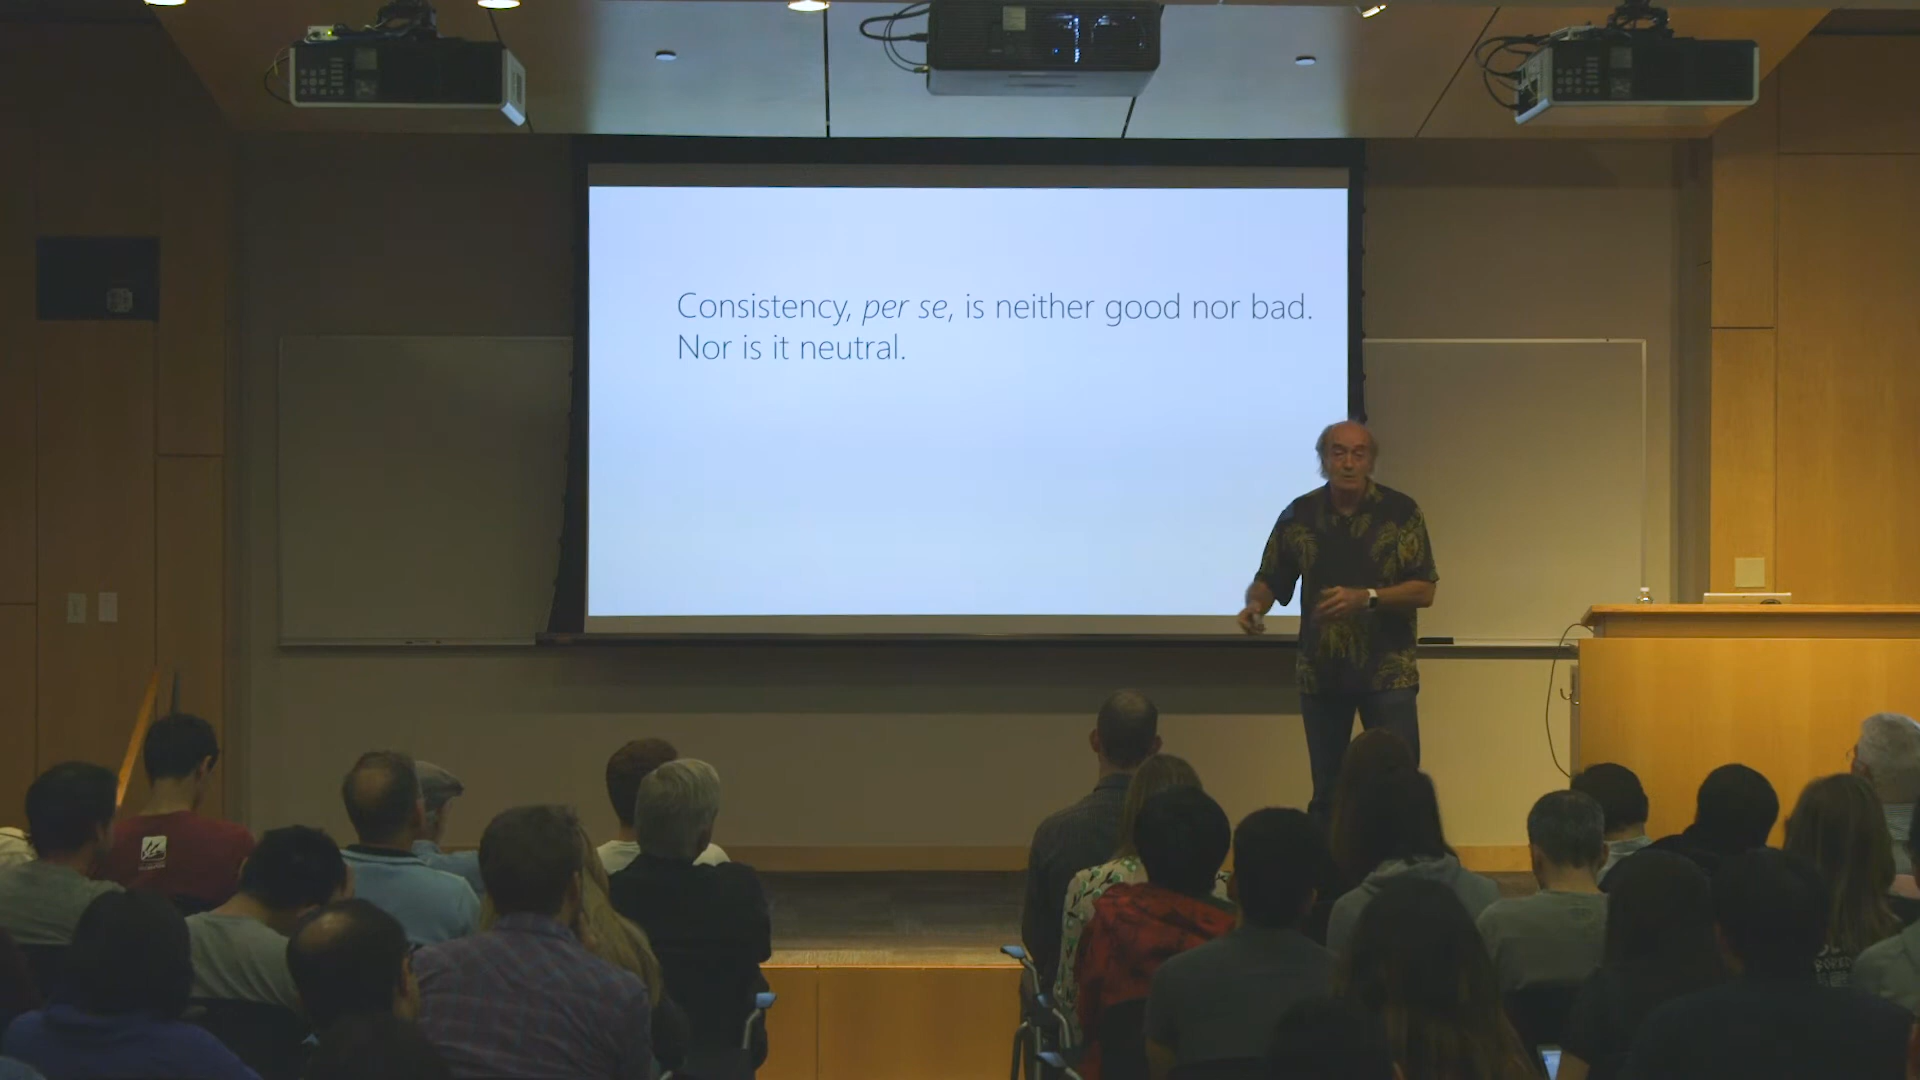 Consistency, per se, is neither good nor bad.
Nor is it neutral.